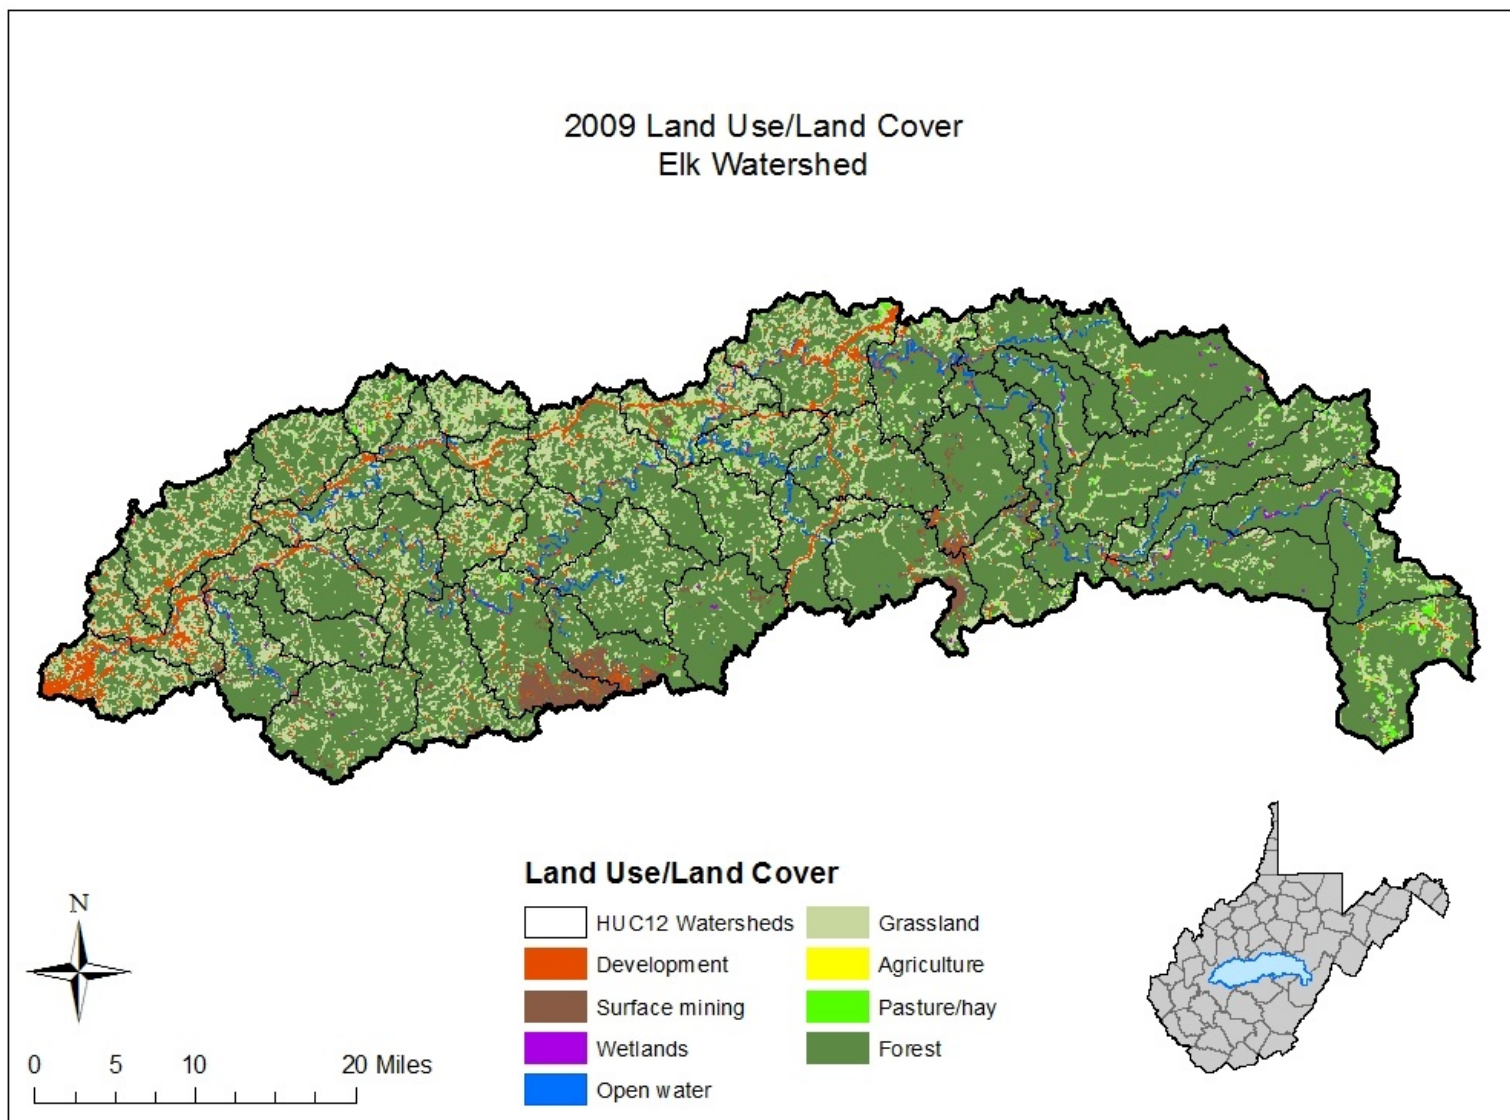 2009 Land Use/Land Cover
Elk Watershed
Land Use/Land Cover
HUC12 Watersheds
Development
Surface mining
Wetlands
Open water
Grassland
Agriculture
Pasture/hay
Forest
N
0 5 10 20 Miles